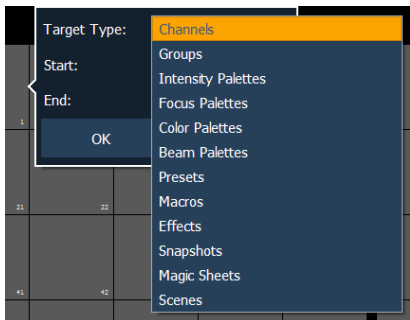 Target Type:
Channels
Start:
End:
OK
Groups
Intensity Palettes
Focus Palettes
Color Palettes
Beam Palettes
Presets
Macros
Effects
Snapshots
Magic Sheets
Scenes
1
21
22
41
42